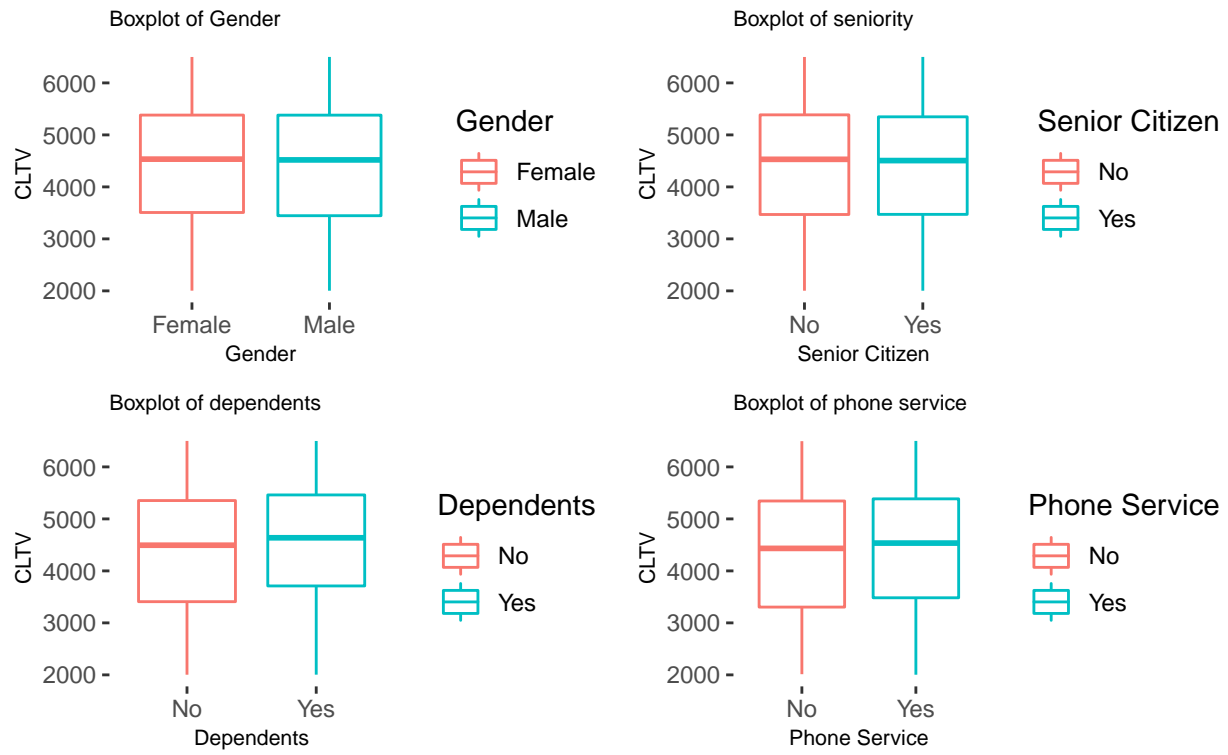 Boxplot of Gender
CLTV
6000
5000
4000
3000
2000
Female
Male
Gender
Gender
Female
Male
Boxplot of seniority
CLTV
6000
5000
4000
3000
2000
No
Yes
Senior Citizen
Senior Citizen
No
Yes
Boxplot of dependents
CLTV
6000
5000
4000
3000
2000
No
Yes
Dependents
Dependents
No
Yes
Boxplot of phone service
CLTV
6000
5000
4000
3000
2000
No
Yes
Phone Service
Phone Service
No
Yes